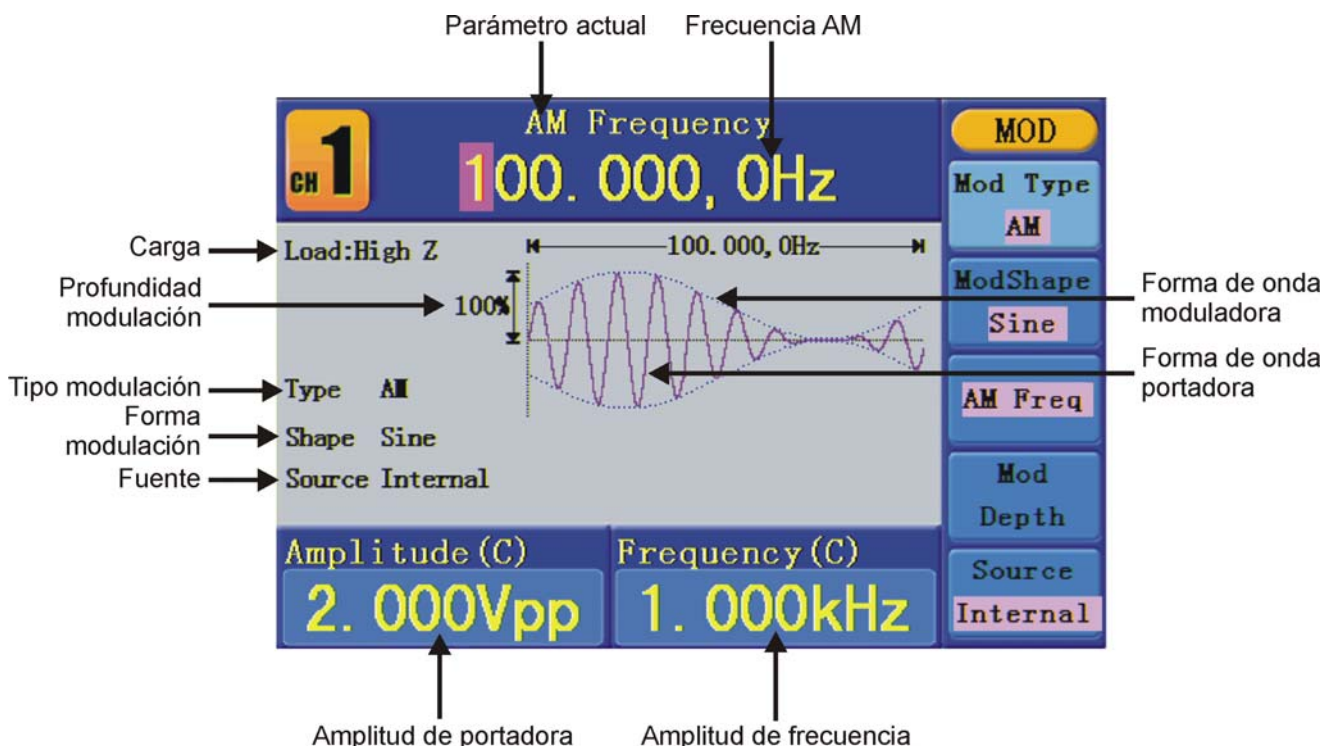 Parámetro actual
Frecuencia AM
CH 1
AM Frequency
100.000,0Hz
MOD
Mod Type
AM
ModShape
Sine
AM Freq
Mod
Depth
Source
Internal
Carga
Load:High Z
100.000,0Hz
Profundidad
modulación
100%
Forma de onda
moduladora
Forma de onda
portadora
Tipo modulación
Type AM
Forma
modulación
Shape Sine
Fuente
Source Internal
Amplitude(C)
2.000Vpp
Frequency(C)
1.000kHz
Amplitud de portadora
Amplitud de frecuencia